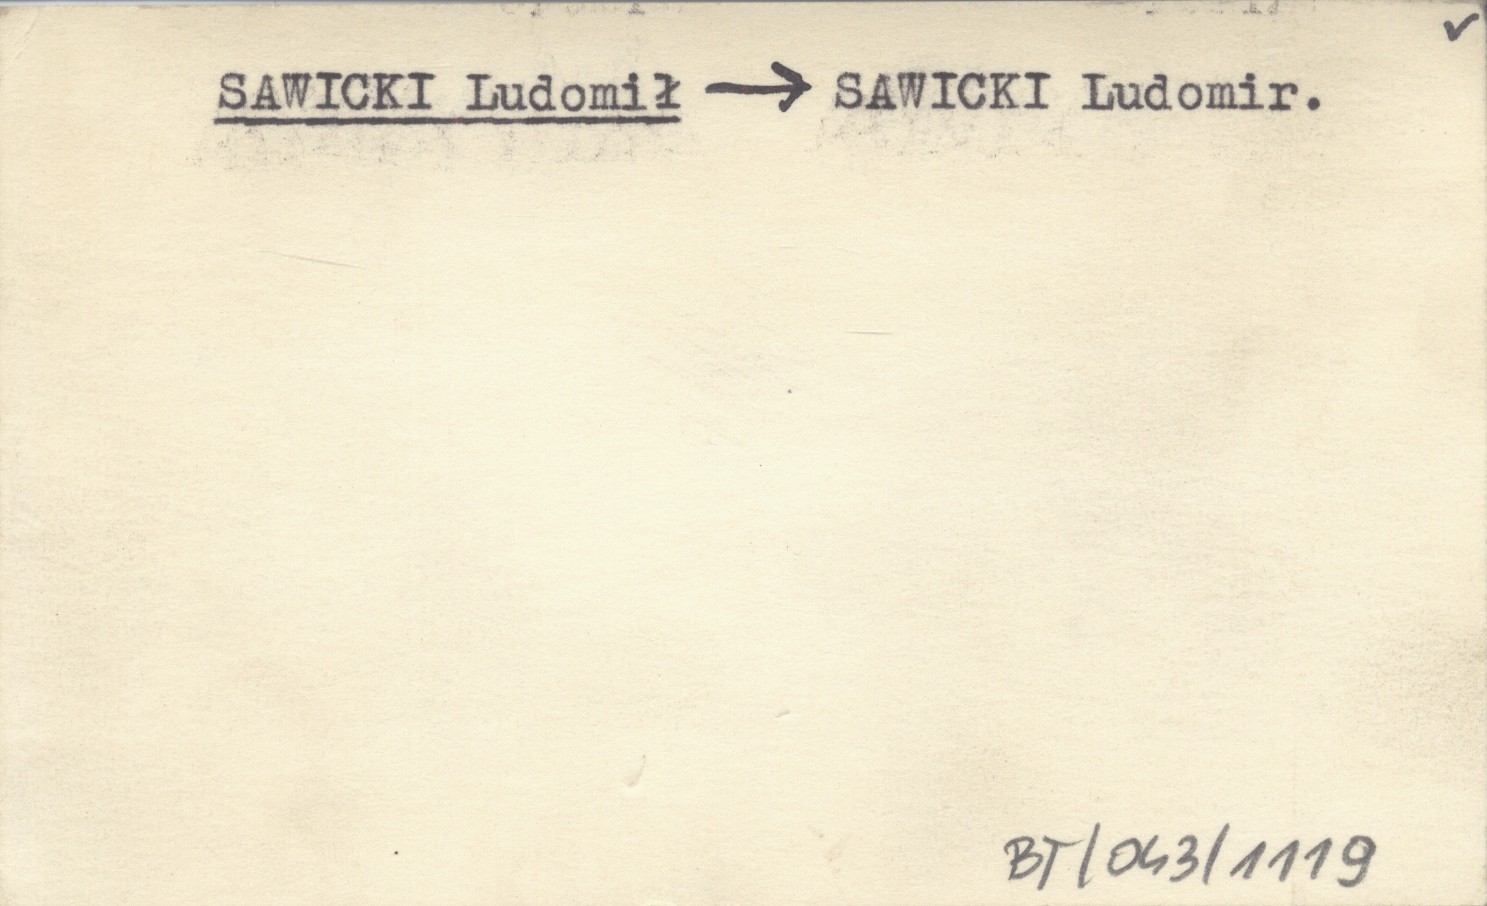 SAWICKI Ludomił → SAWICKI Ludomir.
BT/043/1119